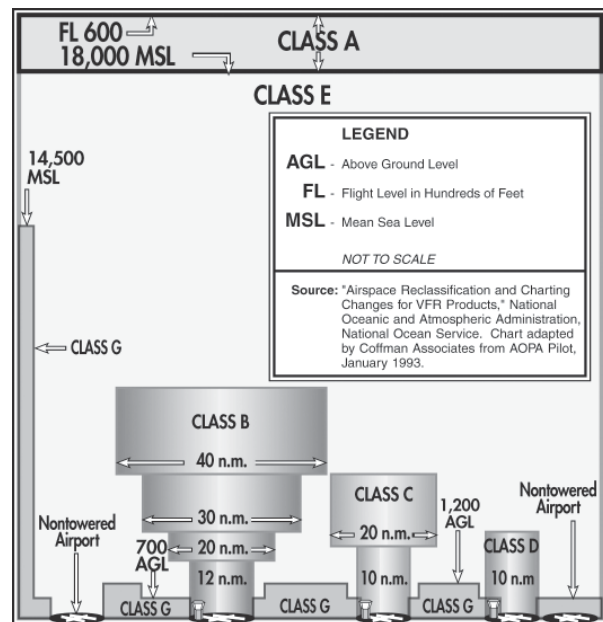 FL 600
18,000 MSL
CLASS A
CLASS E
14,500
MSL
LEGEND
AGL - Above Ground Level
FL - Flight Level in Hundreds of Feet
MSL - Mean Sea Level
NOT TO SCALE
Source: "Airspace Reclassification and Charting
Changes for VFR Products," National
Oceanic and Atmospheric Administration,
National Ocean Service. Chart adapted
by Coffman Associates from AOPA Pilot,
January 1993.
CLASS G
CLASS B
40 n.m.
30 n.m.
20 n.m.
12 n.m.
CLASS C
20 n.m.
10 n.m.
CLASS D
10 n.m
Nontowered
Airport
700
AGL
1,200
AGL
Nontowered
Airport
CLASS G
CLASS G
CLASS G